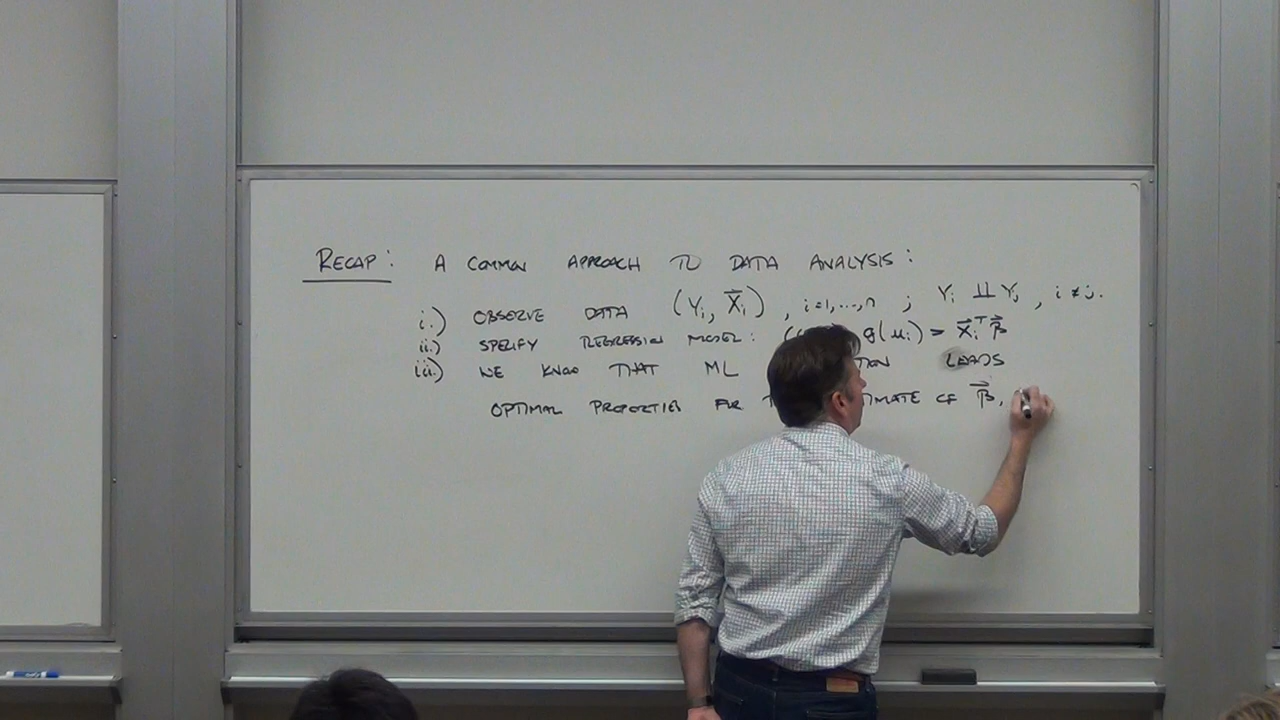 RECAP: A COMMON APPROACH TO DATA ANALYSIS:
i.) OBSERVE DATA (Yᵢ, X⃗ᵢ), i=1,...,n ; Yᵢ ⫫ Yⱼ, i ≠ j.
ii.) SPECIFY REGRESSION MODEL: g(μᵢ) = X⃗ᵢᵀβ⃗
iii.) WE KNOW THAT ML LEADS
OPTIMAL PROPERTIES FOR OF β⃗,